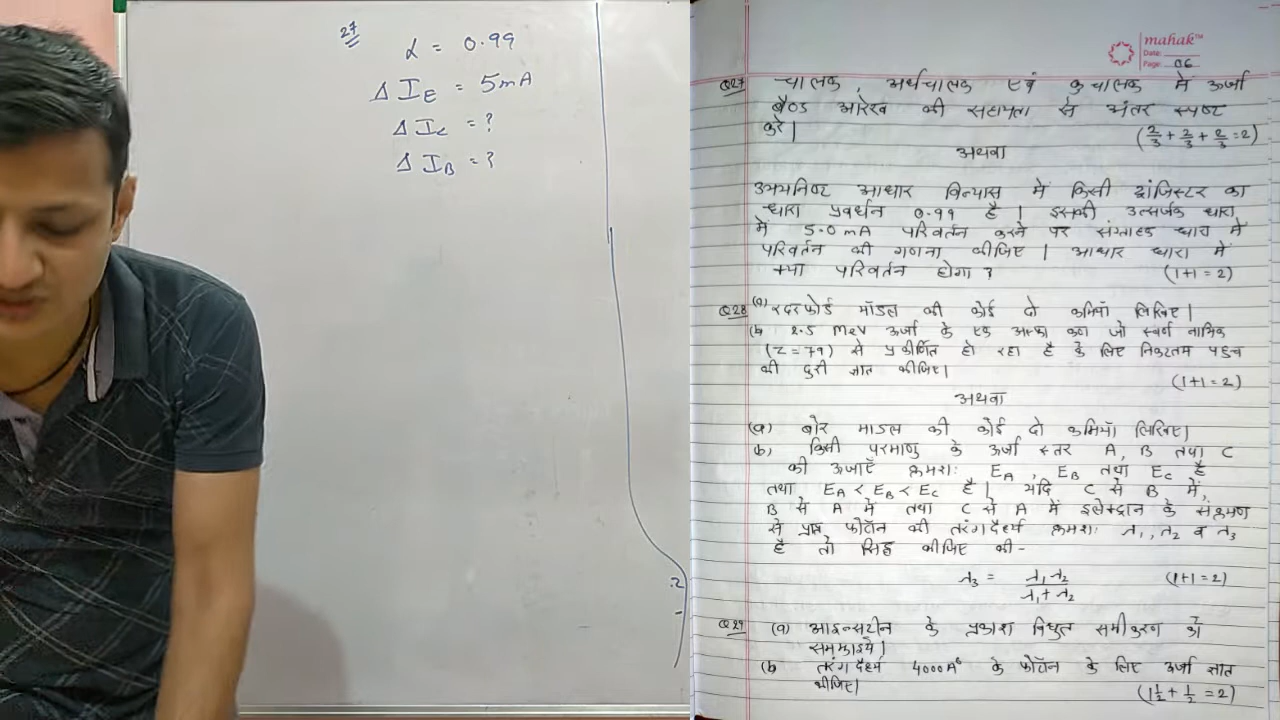 27
α = 0.99
Δ I_E = 5mA
Δ I_C = ?
Δ I_B = ?
mahak™
Date:
Page: 06
Q27 चालक, अर्धचालक एवं कुचालक में ऊर्जा
बैण्ड आरेख की सहायता से अंतर स्पष्ट
करे। (2/3 + 2/3 + 2/3 = 2)
अथवा
उभयनिष्ट आधार विन्यास में किसी ट्रांजिस्टर का
धारा प्रवर्धन 0.99 है। इसकी उत्सर्जक धारा
में 5.0mA परिवर्तन करने पर संग्राहक धारा में
परिवर्तन की गणना कीजिए। आधार धारा में
क्या परिवर्तन होगा? (1+1 = 2)
Q28 (a) रदरफोर्ड मॉडल की कोई दो कमियाँ लिखिए।
(b 2.5 MeV ऊर्जा के एक अल्फा कण जो स्वर्ण नाभिक
(Z = 79) से प्रकीर्णित हो रहा है के लिए निकटतम पहुच
की दुरी ज्ञात कीजिए।
(1+1 = 2)
अथवा
(a) बोर माडल की कोई दो कमियाँ लिखिए।
(b) किसी परमाणु के ऊर्जा स्तर A, B तथा C
की ऊर्जाएँ क्रमशः E_A, E_B तथा E_C है
तथा E_A < E_B < E_C है। यदि C से B में,
B से A में तथा C से A में इलेक्ट्रान के संक्रमण
से प्राप्त फोटॉन की तरंगदैर्ध्य क्रमशः λ₁, λ₂ व λ₃
है तो सिद्ध कीजिए की -
λ₃ = λ₁λ₂ / λ₁+λ₂ (1+1 = 2)
Q29 (a) आइन्सटीन के प्रकाश विधुत समीकरण को
समझाइये।
(b तरंगदैर्ध्य 4000A° के फोटॉन के लिए ऊर्जा ज्ञात
कीजिए। (1½ + ½ = 2)